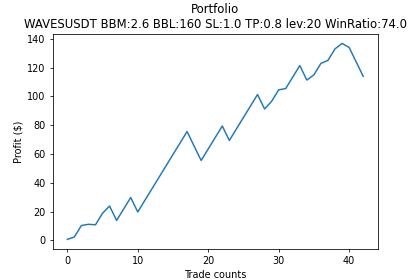 Portfolio
WAVESUSDT BBM:2.6 BBL:160 SL:1.0 TP:0.8 lev:20 WinRatio:74.0
140
120
100
80
60
40
20
0
Profit ($)
0 10 20 30 40
Trade counts